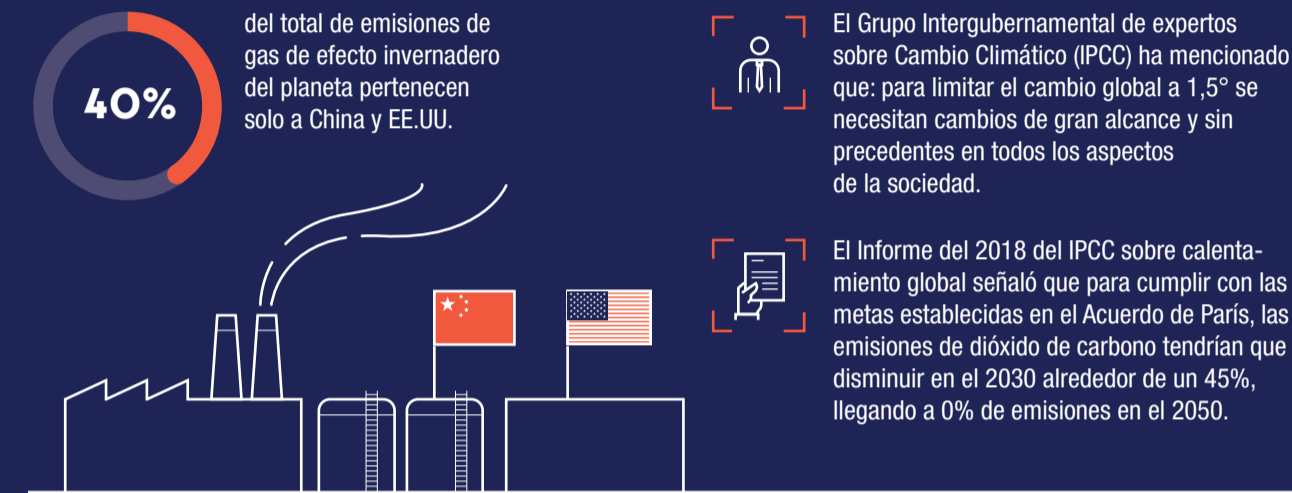 40%
del total de emisiones de
gas de efecto invernadero
del planeta pertenecen
solo a China y EE.UU.
El Grupo Intergubernamental de expertos
sobre Cambio Climático (IPCC) ha mencionado
que: para limitar el cambio global a 1,5° se
necesitan cambios de gran alcance y sin
precedentes en todos los aspectos
de la sociedad.
El Informe del 2018 del IPCC sobre calenta-
miento global señaló que para cumplir con las
metas establecidas en el Acuerdo de París, las
emisiones de dióxido de carbono tendrían que
disminuir en el 2030 alrededor de un 45%,
llegando a 0% de emisiones en el 2050.